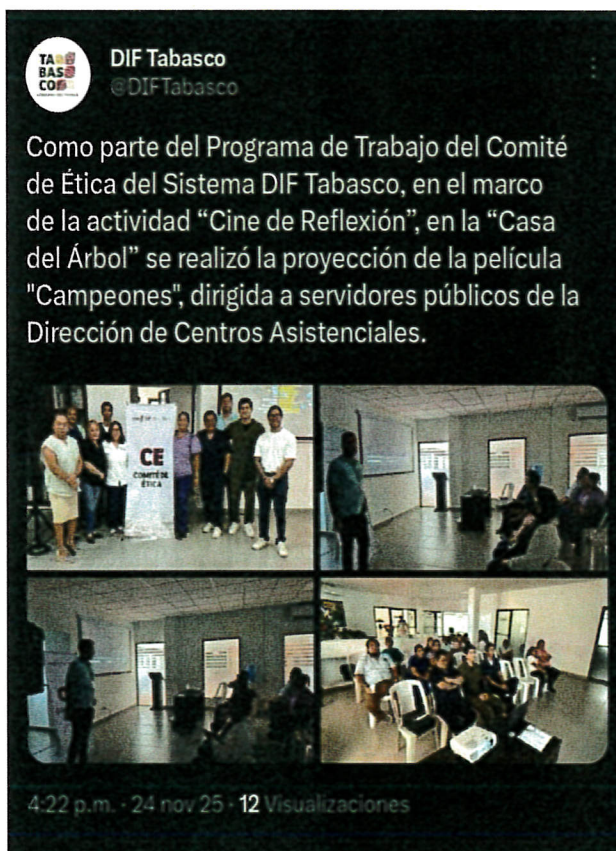 TA
BAS
CO
DIF Tabasco
@DIFTabasco
Como parte del Programa de Trabajo del Comité
de Ética del Sistema DIF Tabasco, en el marco
de la actividad “Cine de Reflexión”, en la “Casa
del Árbol” se realizó la proyección de la película
"Campeones", dirigida a servidores públicos de la
Dirección de Centros Asistenciales.
CE
COMITÉ DE
ÉTICA
4:22 p.m. · 24 nov 25 · 12 Visualizaciones